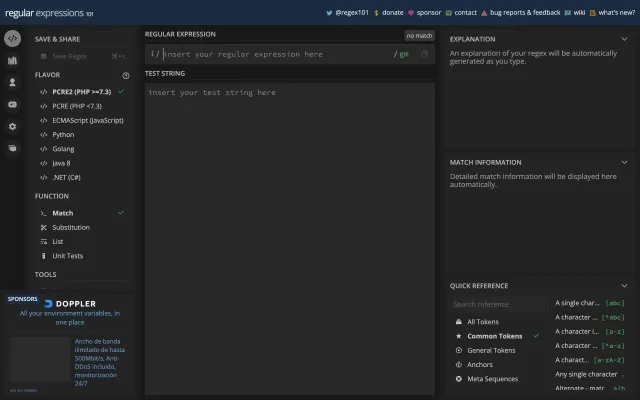 regular expressions 101
@regex101
$ donate
sponsor
contact
bug reports & feedback
wiki
what's new?
SAVE & SHARE
Save Regex
⌘+s
FLAVOR
PCRE2 (PHP >=7.3)
PCRE (PHP <7.3)
ECMAScript (JavaScript)
Python
Golang
Java 8
.NET (C#)
FUNCTION
Match
Substitution
List
Unit Tests
TOOLS
SPONSORS
DOPPLER
All your environment variables, in
one place
Ancho de banda
ilimitado de hasta
500Mbit/s, Anti-
DDoS incluido,
monitorización
24/7
REGULAR EXPRESSION
no match
/ insert your regular expression here
/ gm
TEST STRING
insert your test string here
EXPLANATION
An explanation of your regex will be automatically
generated as you type.
MATCH INFORMATION
Detailed match information will be displayed here
automatically.
QUICK REFERENCE
Search reference
All Tokens
Common Tokens
General Tokens
Anchors
Meta Sequences
A single char... [abc]
A character ... [^abc]
A character i... [a-z]
A character ... [^a-z]
A charact... [a-zA-Z]
Any single character .
Alternate - matr... a|b